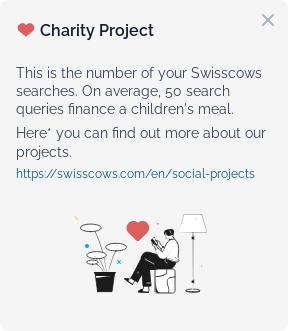 Charity Project
This is the number of your Swisscows
searches. On average, 50 search
queries finance a children's meal.
Here* you can find out more about our
projects.
https://swisscows.com/en/social-projects